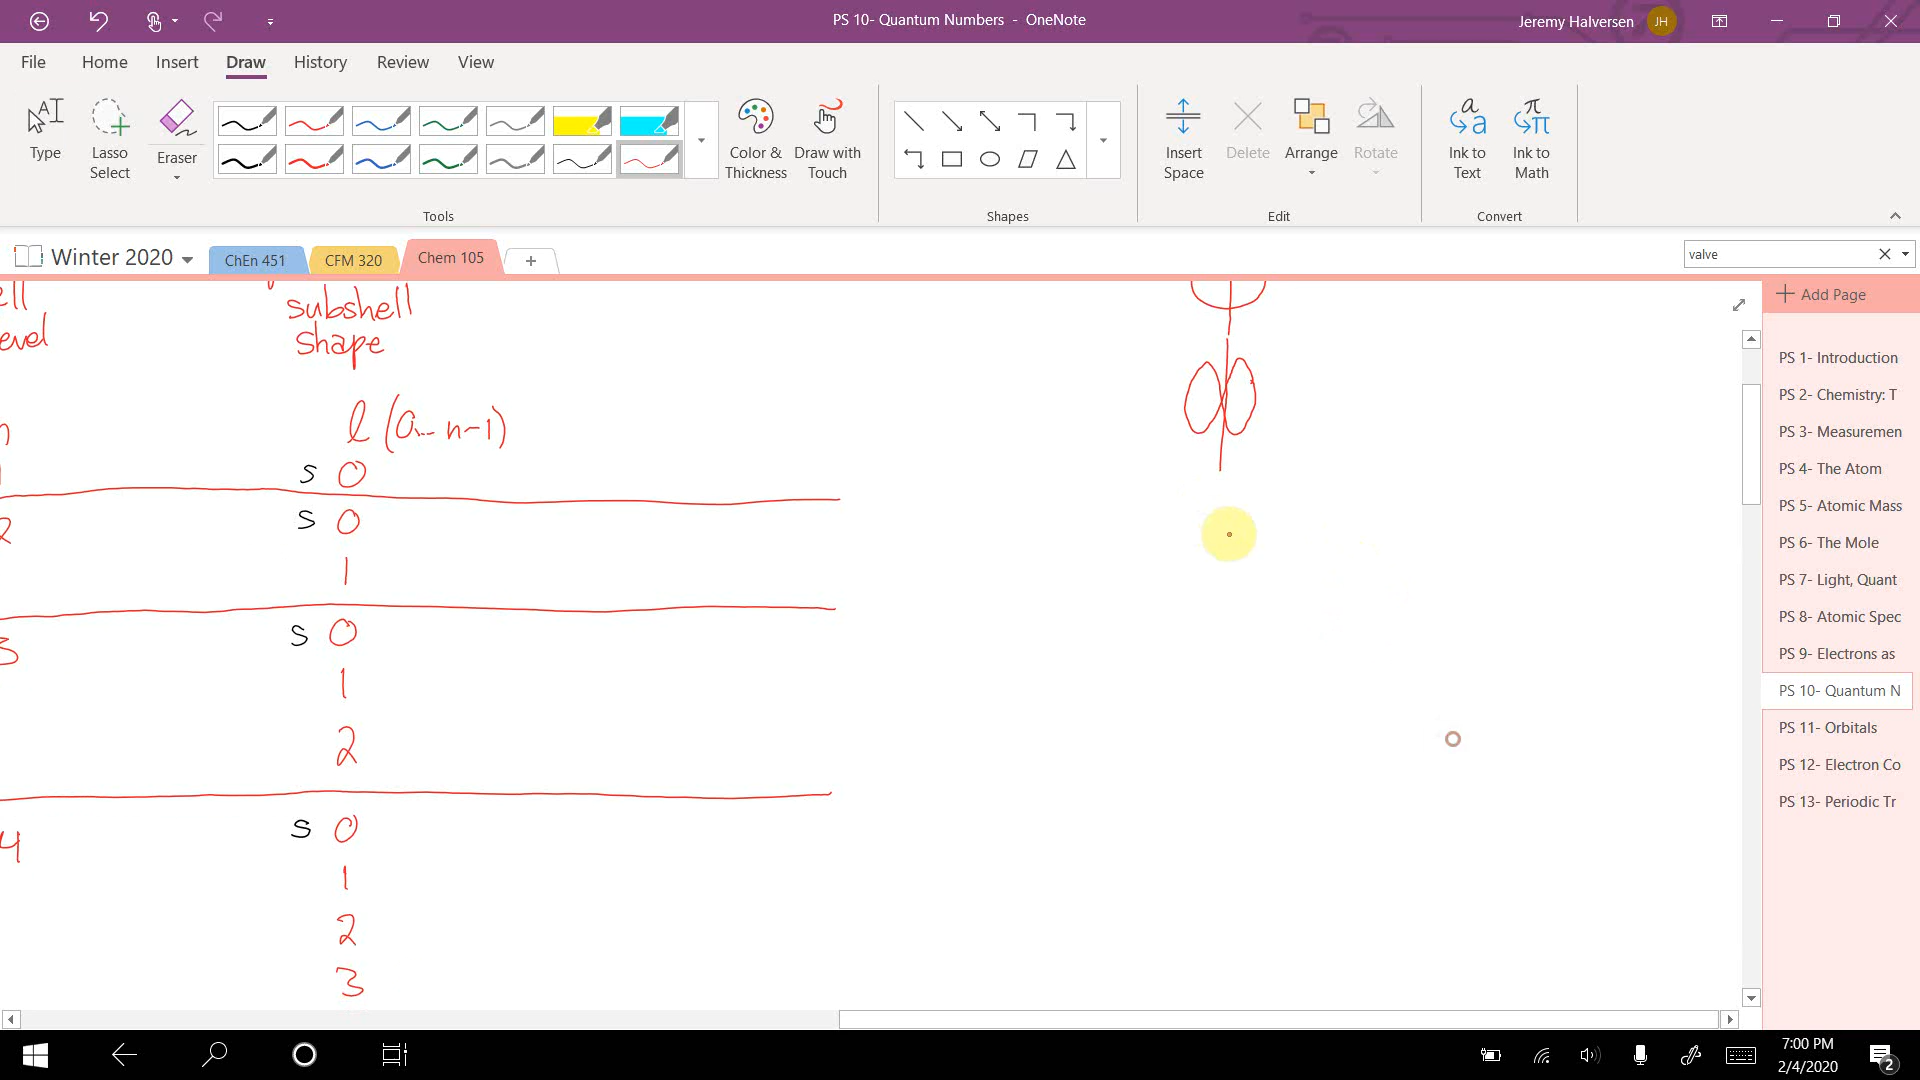 PS 10- Quantum Numbers - OneNote
Jeremy Halversen JH
File Home Insert Draw History Review View
Type
Lasso Select
Eraser
Color & Thickness
Draw with Touch
Insert Space
Delete
Arrange
Rotate
Ink to Text
Ink to Math
Tools
Shapes
Edit
Convert
Winter 2020
ChEn 451
CFM 320
Chem 105
+
valve
Add Page
PS 1- Introduction
PS 2- Chemistry: T
PS 3- Measuremen
PS 4- The Atom
PS 5- Atomic Mass
PS 6- The Mole
PS 7- Light, Quant
PS 8- Atomic Spec
PS 9- Electrons as
PS 10- Quantum N
PS 11- Orbitals
PS 12- Electron Co
PS 13- Periodic Tr
ell
evel
subshell
shape
l (0... n-1)
s 0
2 s 0
1
3 s 0
1
2
4 s 0
1
2
3
7:00 PM
2/4/2020
2